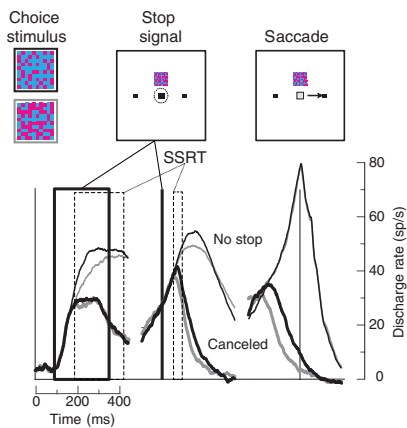 Choice
stimulus
Stop
signal
Saccade
SSRT
No stop
Canceled
80
60
40
20
0
Discharge rate (sp/s)
0 200 400
Time (ms)